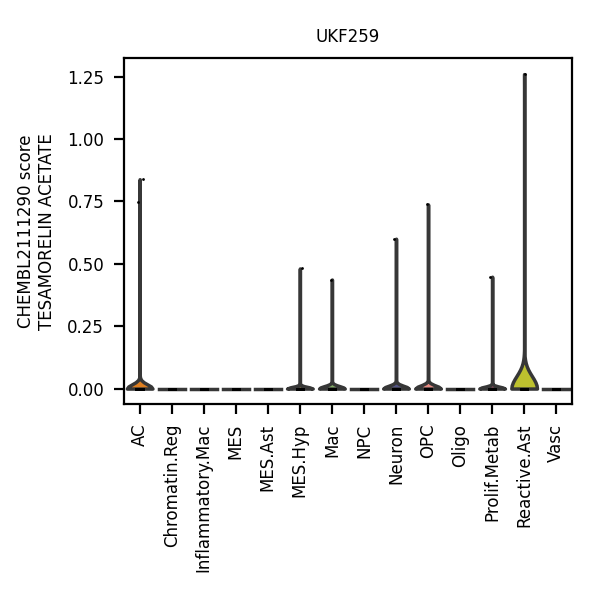 UKF259
CHEMBL2111290 score
TESAMORELIN ACETATE
1.25
1.00
0.75
0.50
0.25
0.00
AC
Chromatin.Reg
Inflammatory.Mac
MES
MES.Ast
MES.Hyp
Mac
NPC
Neuron
OPC
Oligo
Prolif.Metab
Reactive.Ast
Vasc